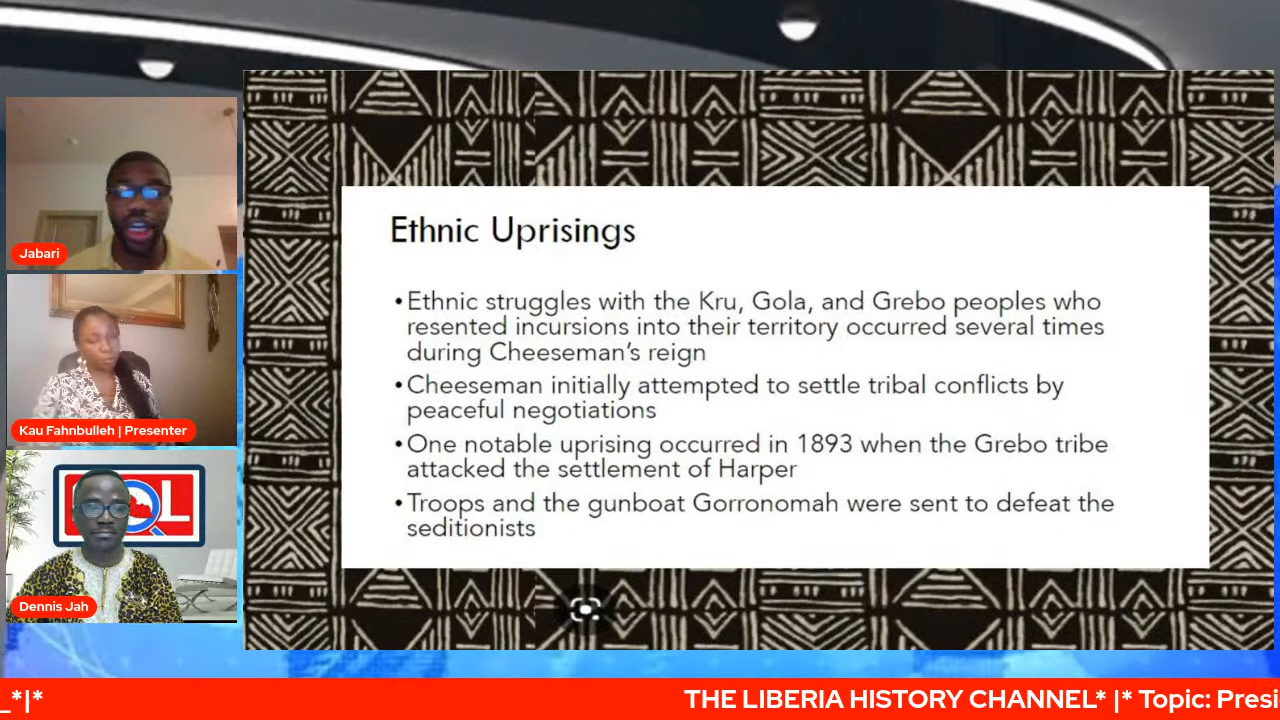 Jabari
Kau Fahnbulleh | Presenter
Dennis Jah
Ethnic Uprisings
•Ethnic struggles with the Kru, Gola, and Grebo peoples who
resented incursions into their territory occurred several times
during Cheeseman's reign
•Cheeseman initially attempted to settle tribal conflicts by
peaceful negotiations
•One notable uprising occurred in 1893 when the Grebo tribe
attacked the settlement of Harper
•Troops and the gunboat Gorronomah were sent to defeat the
seditionists
_*|*
THE LIBERIA HISTORY CHANNEL* |* Topic: Presi